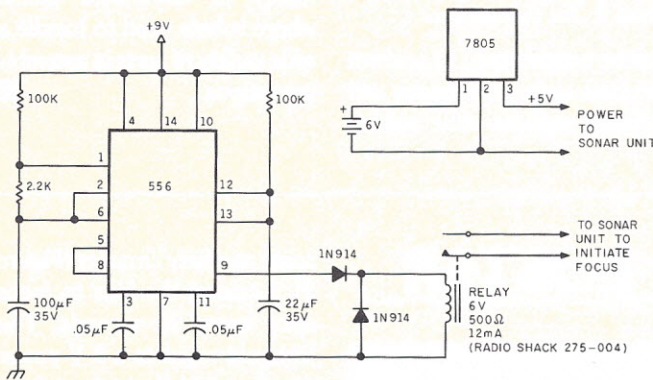 +9V
7805
1
2
3
+5V
6V
+
POWER
TO
SONAR UNIT
100K
100K
4
14
10
1
2.2K
2
556
12
6
13
5
8
9
1N914
TO SONAR
UNIT TO
INITIATE
FOCUS
100μF
35V
3
7
11
.05μF
.05μF
22μF
35V
1N914
RELAY
6V
500Ω
12mA
(RADIO SHACK 275-004)